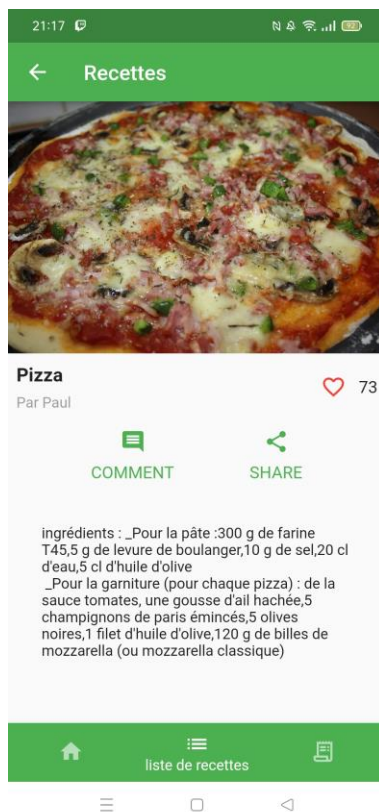 21:17
92
Recettes
Pizza
73
Par Paul
COMMENT
SHARE
ingrédients : _Pour la pâte :300 g de farine
T45,5 g de levure de boulanger,10 g de sel,20 cl
d'eau,5 cl d'huile d'olive
_Pour la garniture (pour chaque pizza) : de la
sauce tomates, une gousse d'ail hachée,5
champignons de paris émincés,5 olives
noires,1 filet d'huile d'olive,120 g de billes de
mozzarella (ou mozzarella classique)
liste de recettes